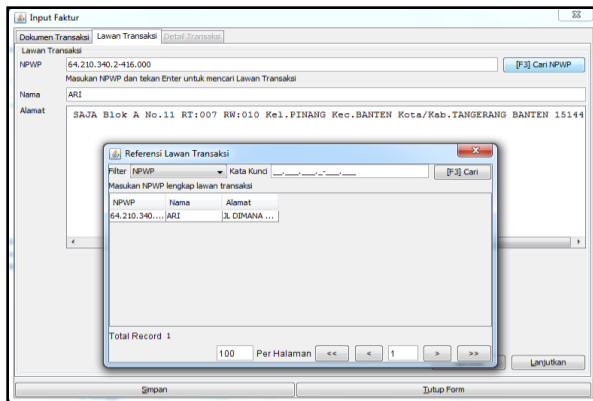 Input Faktur
Dokumen Transaksi Lawan Transaksi Detail Transaksi
Lawan Transaksi
NPWP 64.210.340.2-416.000 [F3] Cari NPWP
Masukan NPWP dan tekan Enter untuk mencari Lawan Transaksi
Nama ARI
Alamat SAJA Blok A No.11 RT:007 RW:010 Kel.PINANG Kec.BANTEN Kota/Kab.TANGERANG BANTEN 15144
Referensi Lawan Transaksi
Filter NPWP Kata Kunci __.___.___._-___.___ [F3] Cari
Masukan NPWP lengkap lawan transaksi
NPWP Nama Alamat
64.210.340.... ARI JL DIMANA ...
Total Record 1
100 Per Halaman << < 1 > >>
Lanjutkan
Simpan Tutup Form